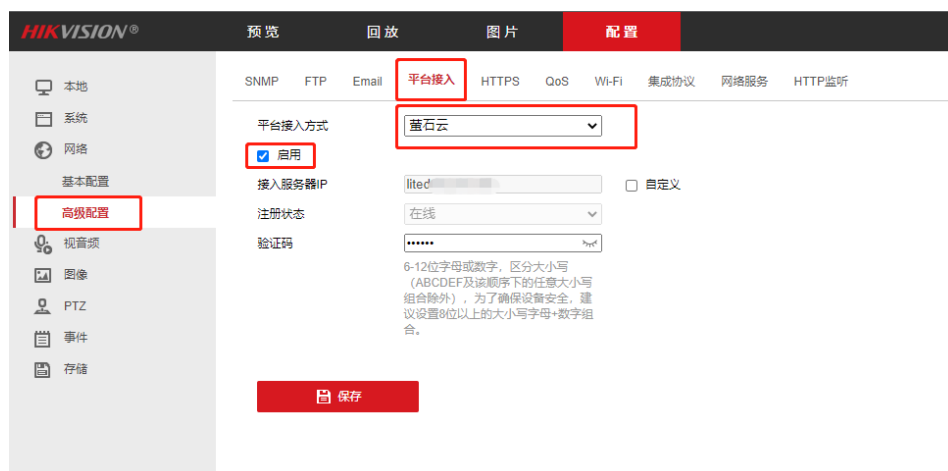 HIKVISION®
预览 回放 图片 配置
本地
系统
网络
基本配置
高级配置
视音频
图像
PTZ
事件
存储
SNMP FTP Email 平台接入 HTTPS QoS Wi-Fi 集成协议 网络服务 HTTP监听
平台接入方式 萤石云
启用
接入服务器IP 自定义
注册状态 在线
验证码 ••••••
6-12位字母或数字，区分大小写
（ABCDEF及该顺序下的任意大小写
组合除外），为了确保设备安全，建
议设置8位以上的大小写字母+数字组
合。
保存